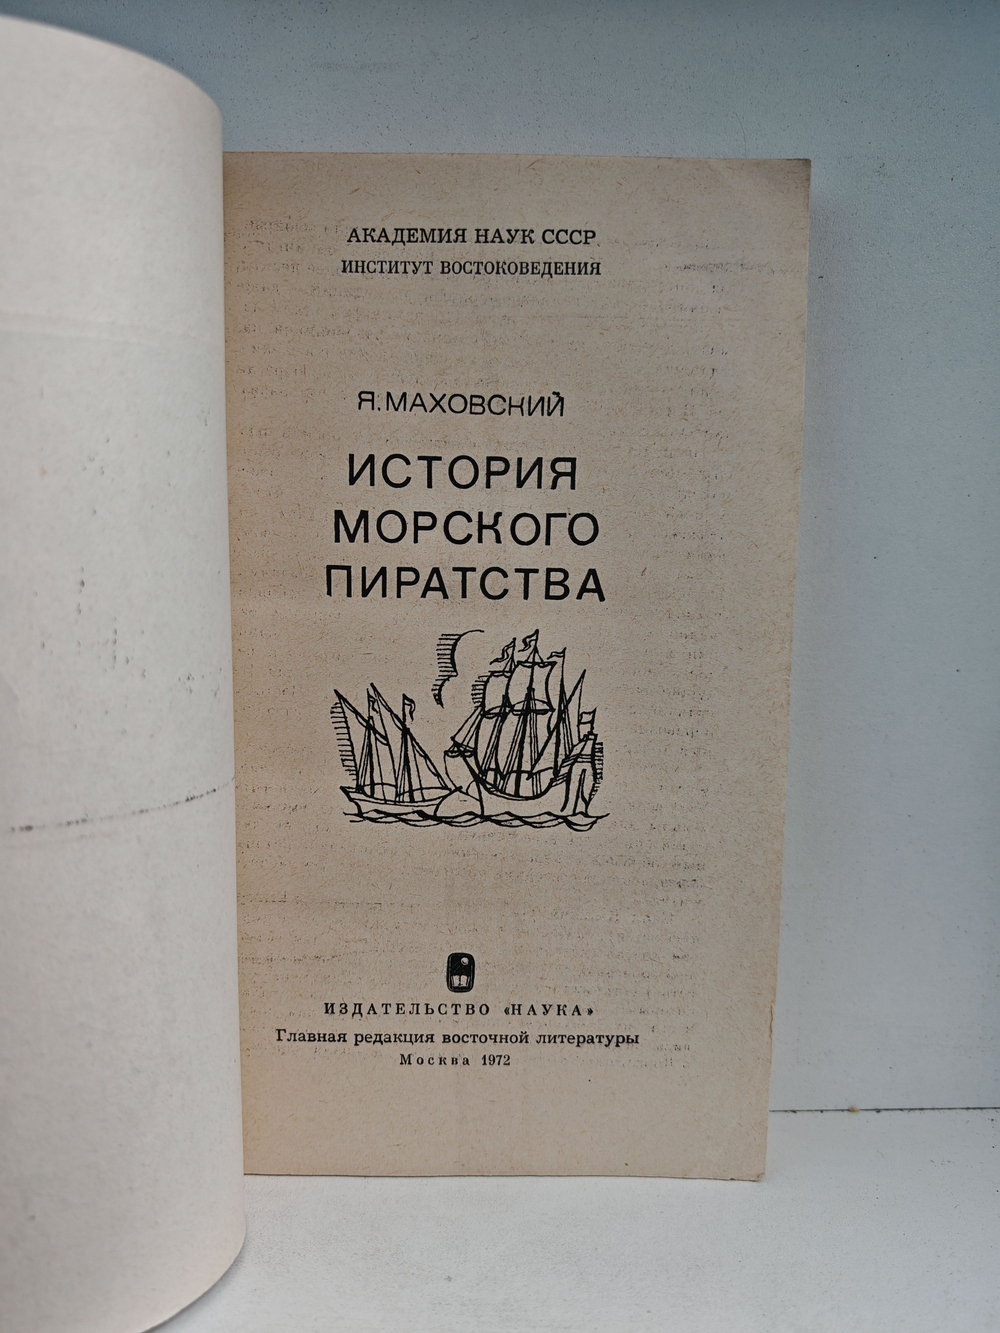 АКАДЕМИЯ НАУК СССР
ИНСТИТУТ ВОСТОКОВЕДЕНИЯ
Я. МАХОВСКИЙ
ИСТОРИЯ
МОРСКОГО
ПИРАТСТВА
ИЗДАТЕЛЬСТВО «НАУКА»
Главная редакция восточной литературы
Москва 1972